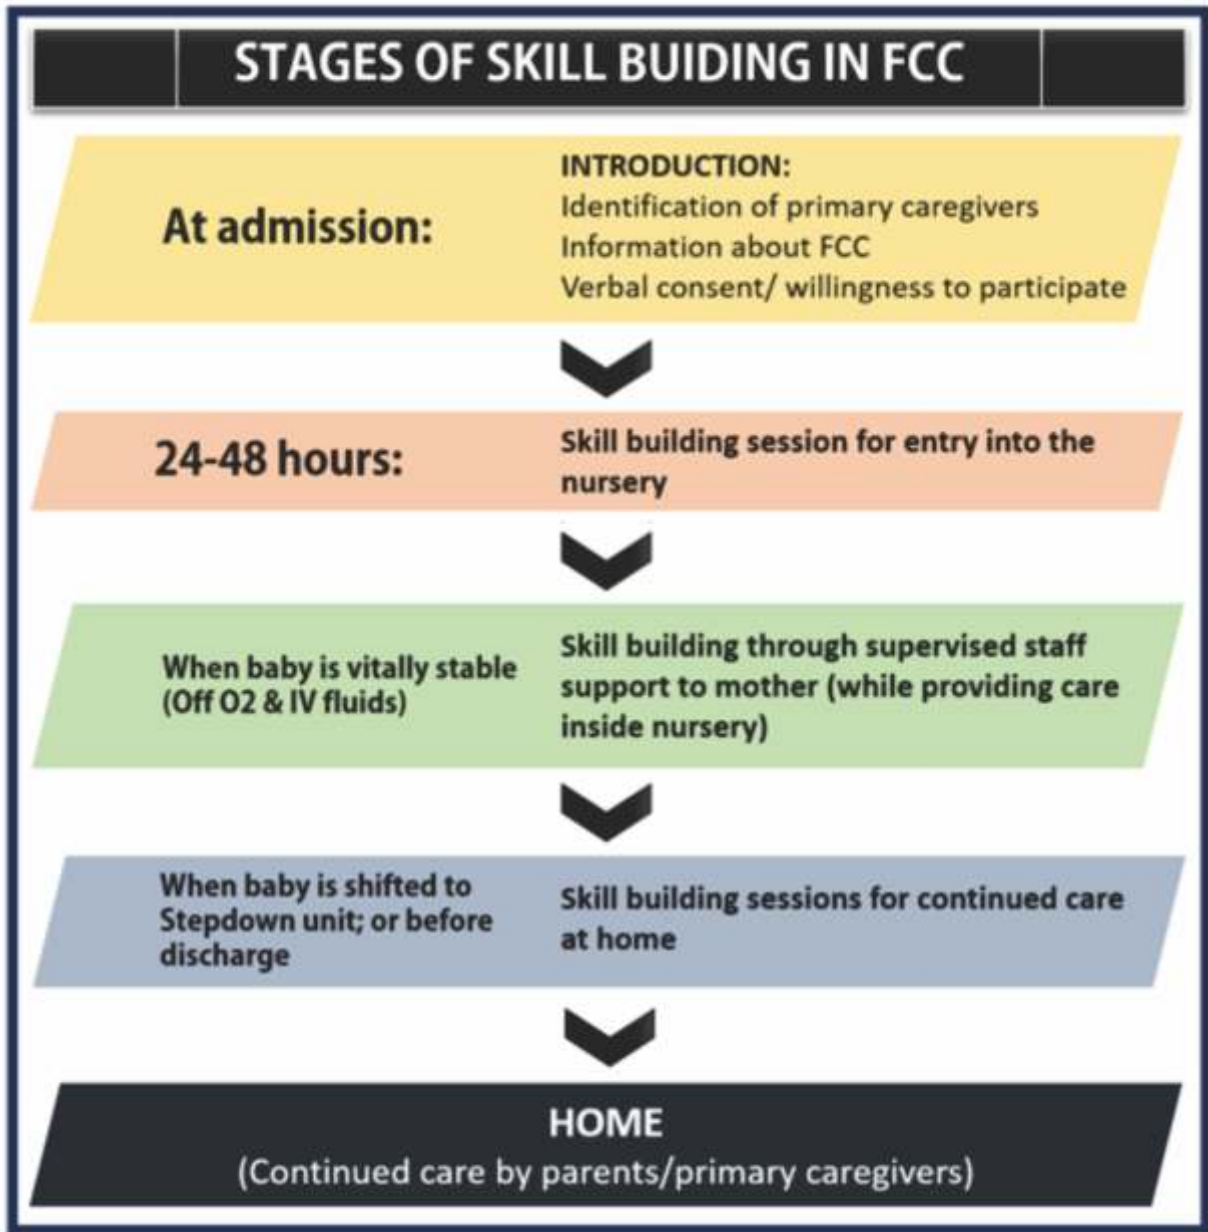 STAGES OF SKILL BUIDING IN FCC
At admission:
INTRODUCTION:
Identification of primary caregivers
Information about FCC
Verbal consent/ willingness to participate
24-48 hours:
Skill building session for entry into the
nursery
When baby is vitally stable
(Off O2 & IV fluids)
Skill building through supervised staff
support to mother (while providing care
inside nursery)
When baby is shifted to
Stepdown unit; or before
discharge
Skill building sessions for continued care
at home
HOME
(Continued care by parents/primary caregivers)